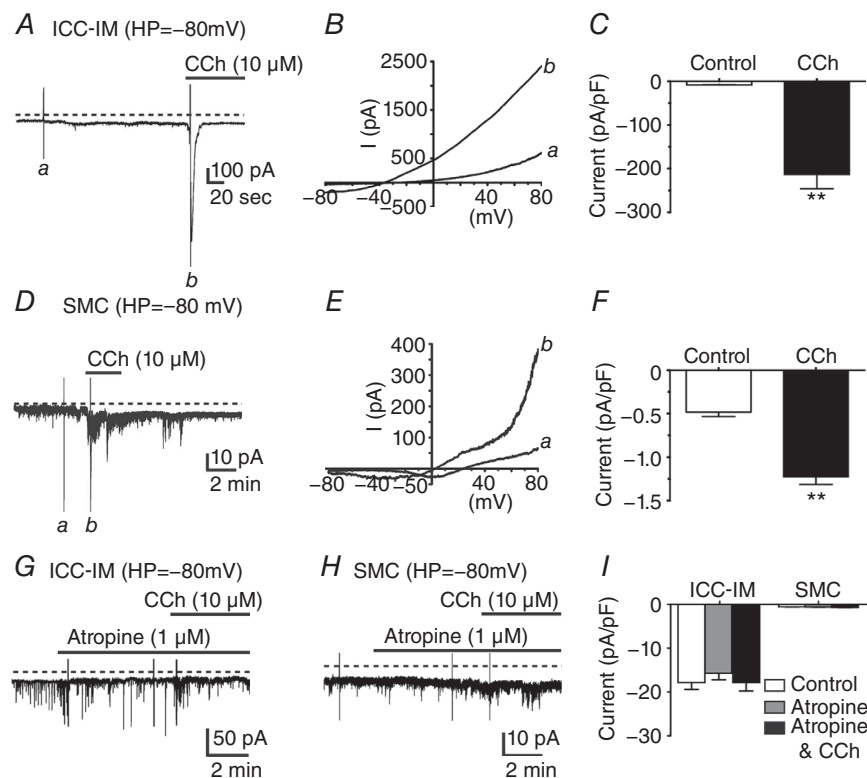 A ICC-IM (HP=−80mV)
CCh (10 µM)
a
b
100 pA
20 sec
B
2500
1500
500
−500
I (pA)
−80
−40
0
40
80
(mV)
b
a
C
Control CCh
0
−100
−200
−300
Current (pA/pF)
**
D SMC (HP=−80 mV)
CCh (10 µM)
a b
10 pA
2 min
E
400
300
200
100
−50
I (pA)
−80
−40
0
40
80
(mV)
b
a
F
Control CCh
0
−0.5
−1.0
−1.5
Current (pA/pF)
**
G ICC-IM (HP=−80mV)
CCh (10 µM)
Atropine (1 µM)
50 pA
2 min
H SMC (HP=−80mV)
CCh (10 µM)
Atropine (1 µM)
10 pA
2 min
I
ICC-IM SMC
0
−10
−20
−30
Current (pA/pF)
Control
Atropine
Atropine
& CCh